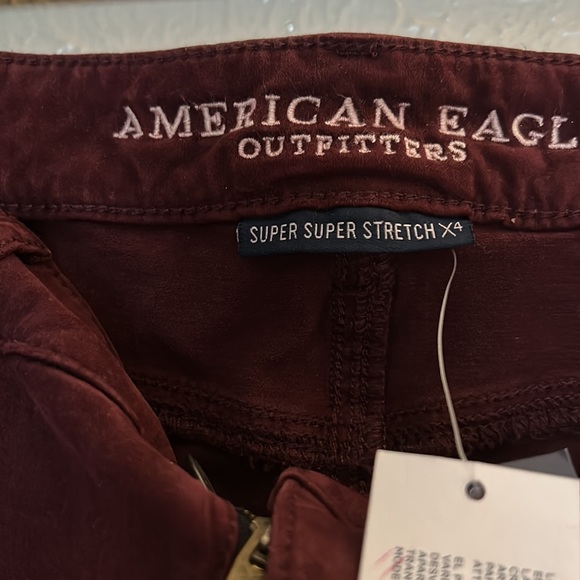 AMERICAN EAGL
OUTFITTERS
SUPER SUPER STRETCH X4